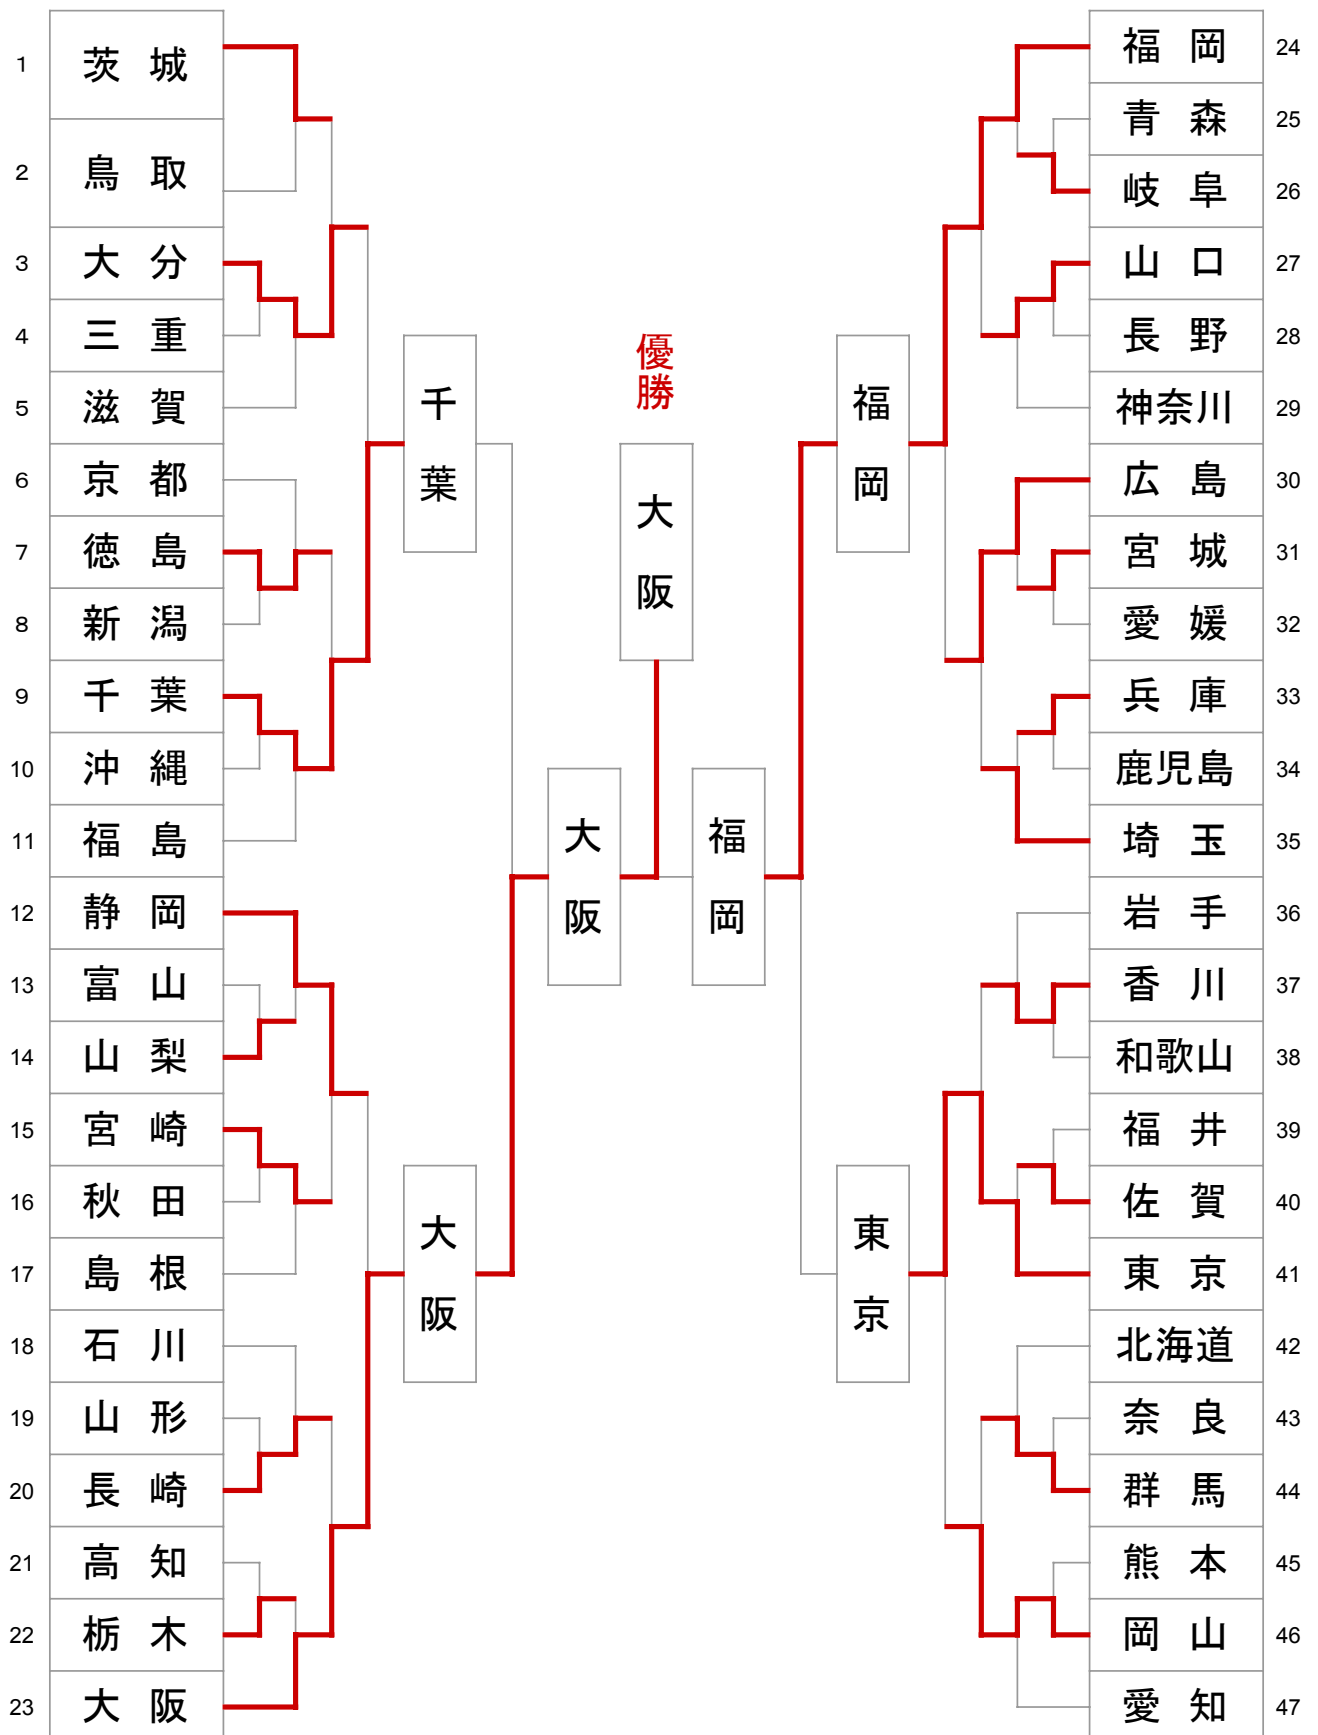 1 茨城
2 鳥取
3 大分
4 三重
5 滋賀
6 京都
7 徳島
8 新潟
9 千葉
10 沖縄
11 福島
12 静岡
13 富山
14 山梨
15 宮崎
16 秋田
17 島根
18 石川
19 山形
20 長崎
21 高知
22 栃木
23 大阪
千葉
大阪
大阪
優勝
大阪
福岡
福岡
東京
福岡 24
青森 25
岐阜 26
山口 27
長野 28
神奈川 29
広島 30
宮城 31
愛媛 32
兵庫 33
鹿児島 34
埼玉 35
岩手 36
香川 37
和歌山 38
福井 39
佐賀 40
東京 41
北海道 42
奈良 43
群馬 44
熊本 45
岡山 46
愛知 47